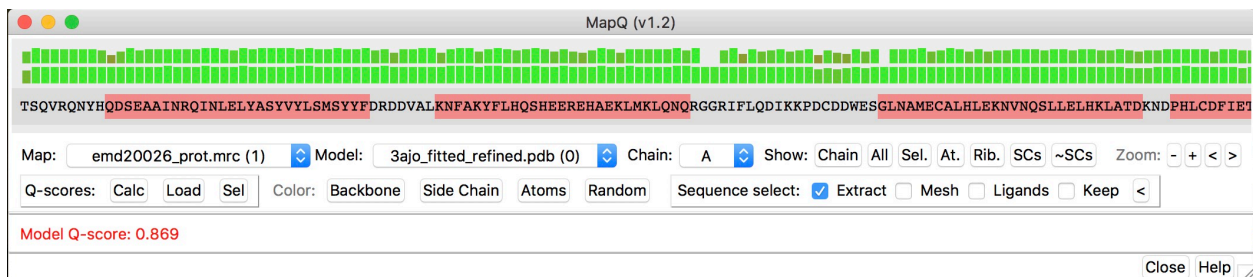 MapQ (v1.2)
TSQVRQNYHQDSEAAINRQINLELYASYVYLSMSYYFDRDDVALKNFAKYFLHQSHEEREHAEKLMKLQNQRGGRIFLQDIKKPDCDDWESGLNAMECALHLEKNVNQSLLELHKLATDKNDPHLCDFIET
Map: emd20026_prot.mrc (1) Model: 3ajo_fitted_refined.pdb (0) Chain: A Show: Chain All Sel. At. Rib. SCs ~SCs Zoom: - + < >
Q-scores: Calc Load Sel Color: Backbone Side Chain Atoms Random Sequence select: Extract Mesh Ligands Keep <
Model Q-score: 0.869
Close Help